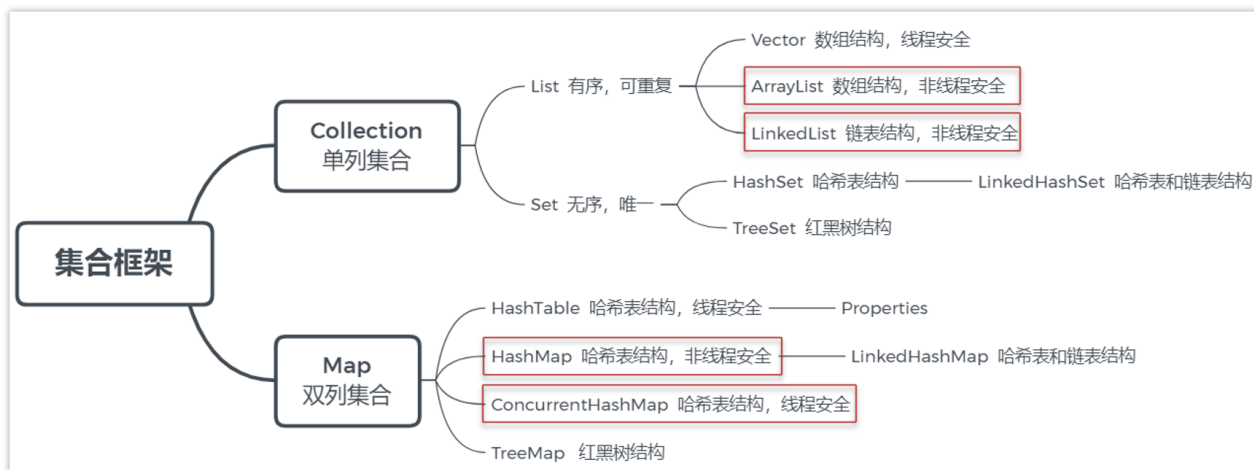 集合框架
Collection
单列集合
List 有序，可重复
Vector 数组结构，线程安全
ArrayList 数组结构，非线程安全
LinkedList 链表结构，非线程安全
Set 无序，唯一
HashSet 哈希表结构
LinkedHashSet 哈希表和链表结构
TreeSet 红黑树结构
Map
双列集合
HashTable 哈希表结构，线程安全
Properties
HashMap 哈希表结构，非线程安全
LinkedHashMap 哈希表和链表结构
ConcurrentHashMap 哈希表结构，线程安全
TreeMap 红黑树结构